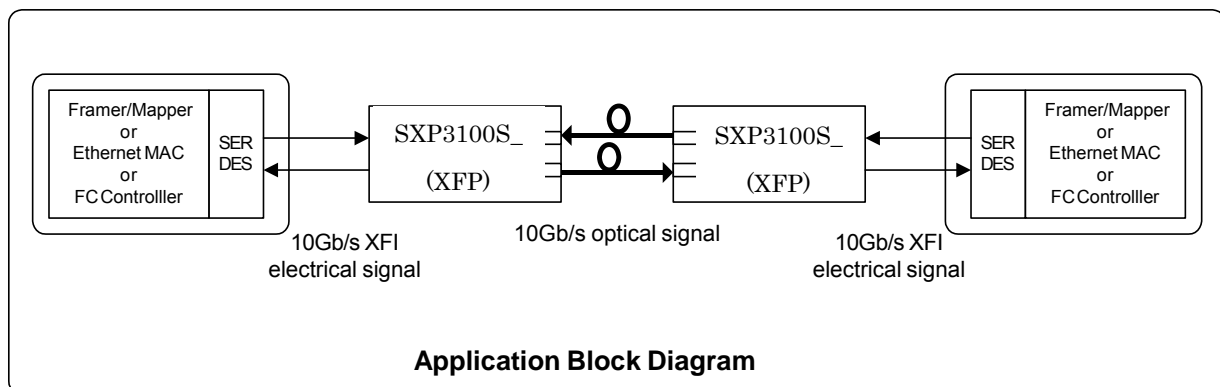 Framer/Mapper
or
Ethernet MAC
or
FC Controlller
SER
DES
SXP3100S_
(XFP)
SXP3100S_
(XFP)
SER
DES
Framer/Mapper
or
Ethernet MAC
or
FC Controlller
10Gb/s XFI
electrical signal
10Gb/s optical signal
10Gb/s XFI
electrical signal
Application Block Diagram